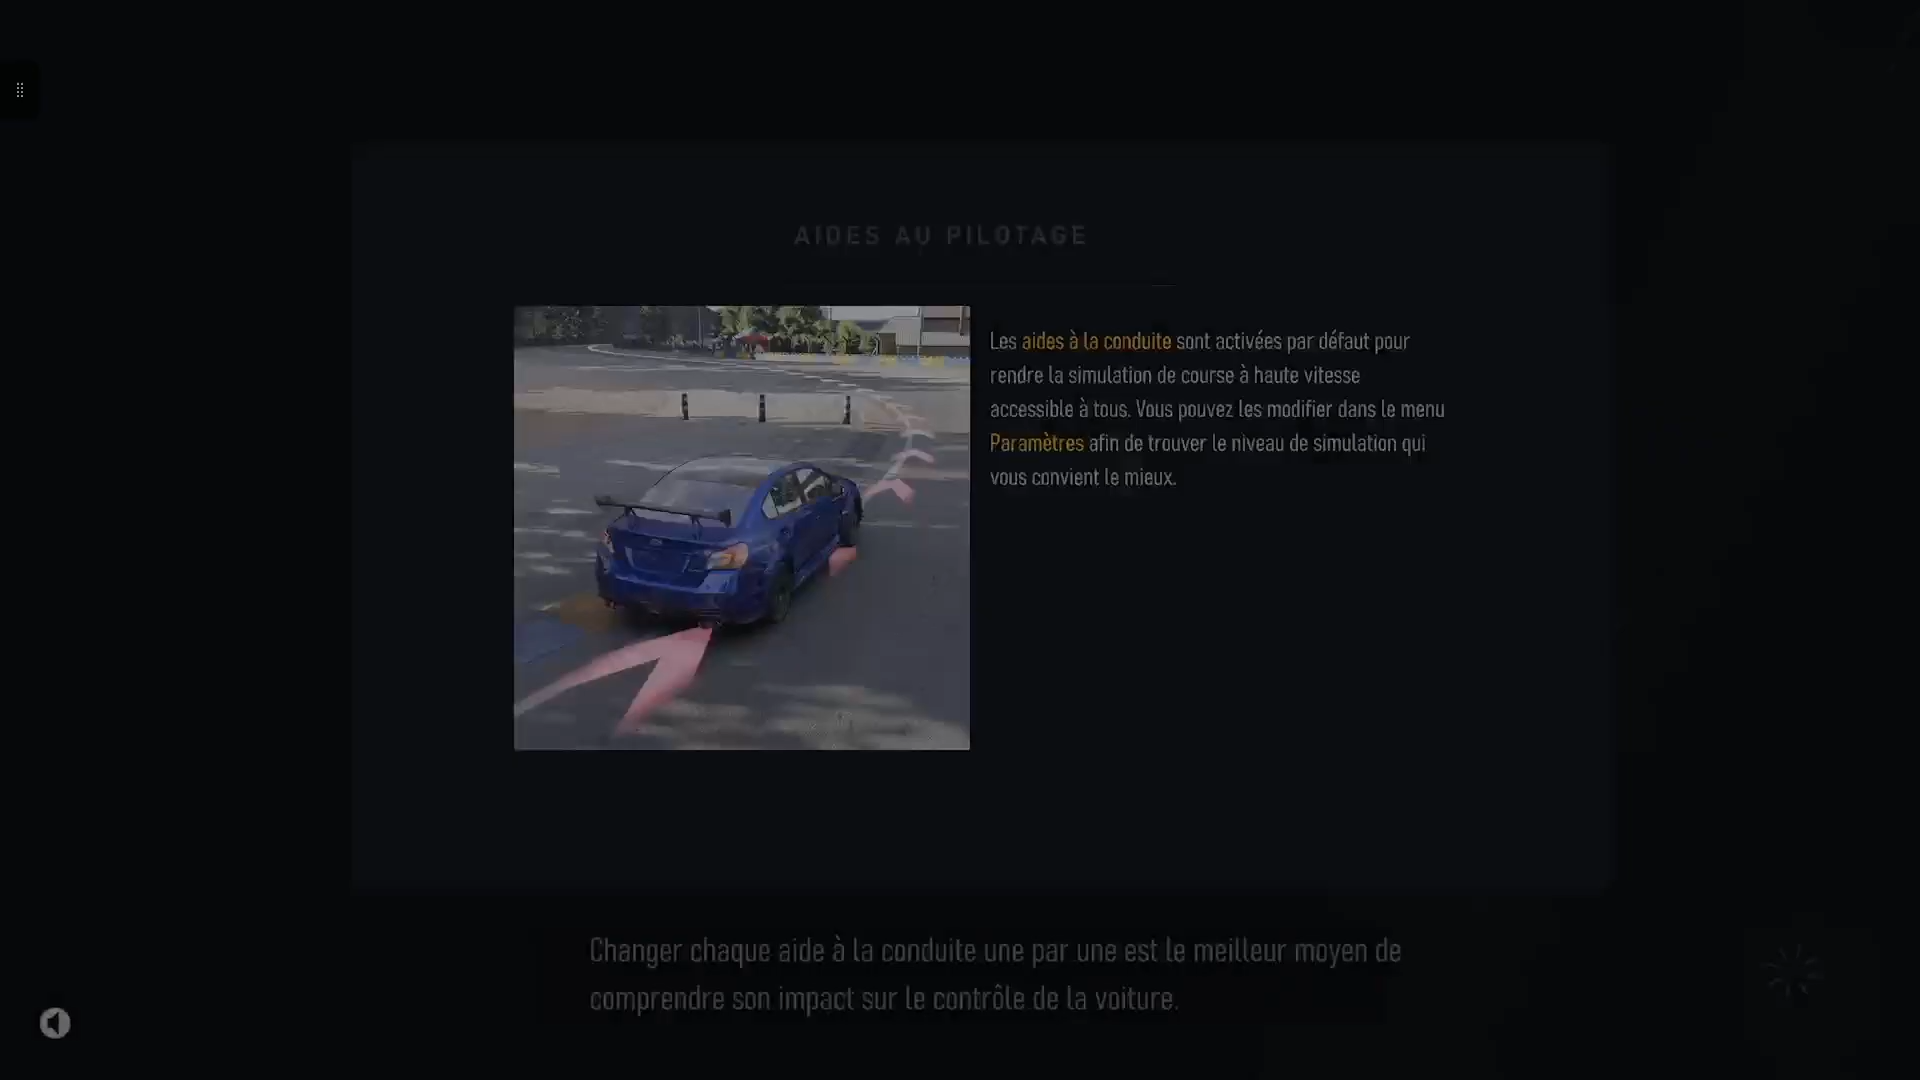 AIDES AU PILOTAGE
Les aides à la conduite sont activées par défaut pour
rendre la simulation de course à haute vitesse
accessible à tous. Vous pouvez les modifier dans le menu
Paramètres afin de trouver le niveau de simulation qui
vous convient le mieux.
Changer chaque aide à la conduite une par une est le meilleur moyen de
comprendre son impact sur le contrôle de la voiture.